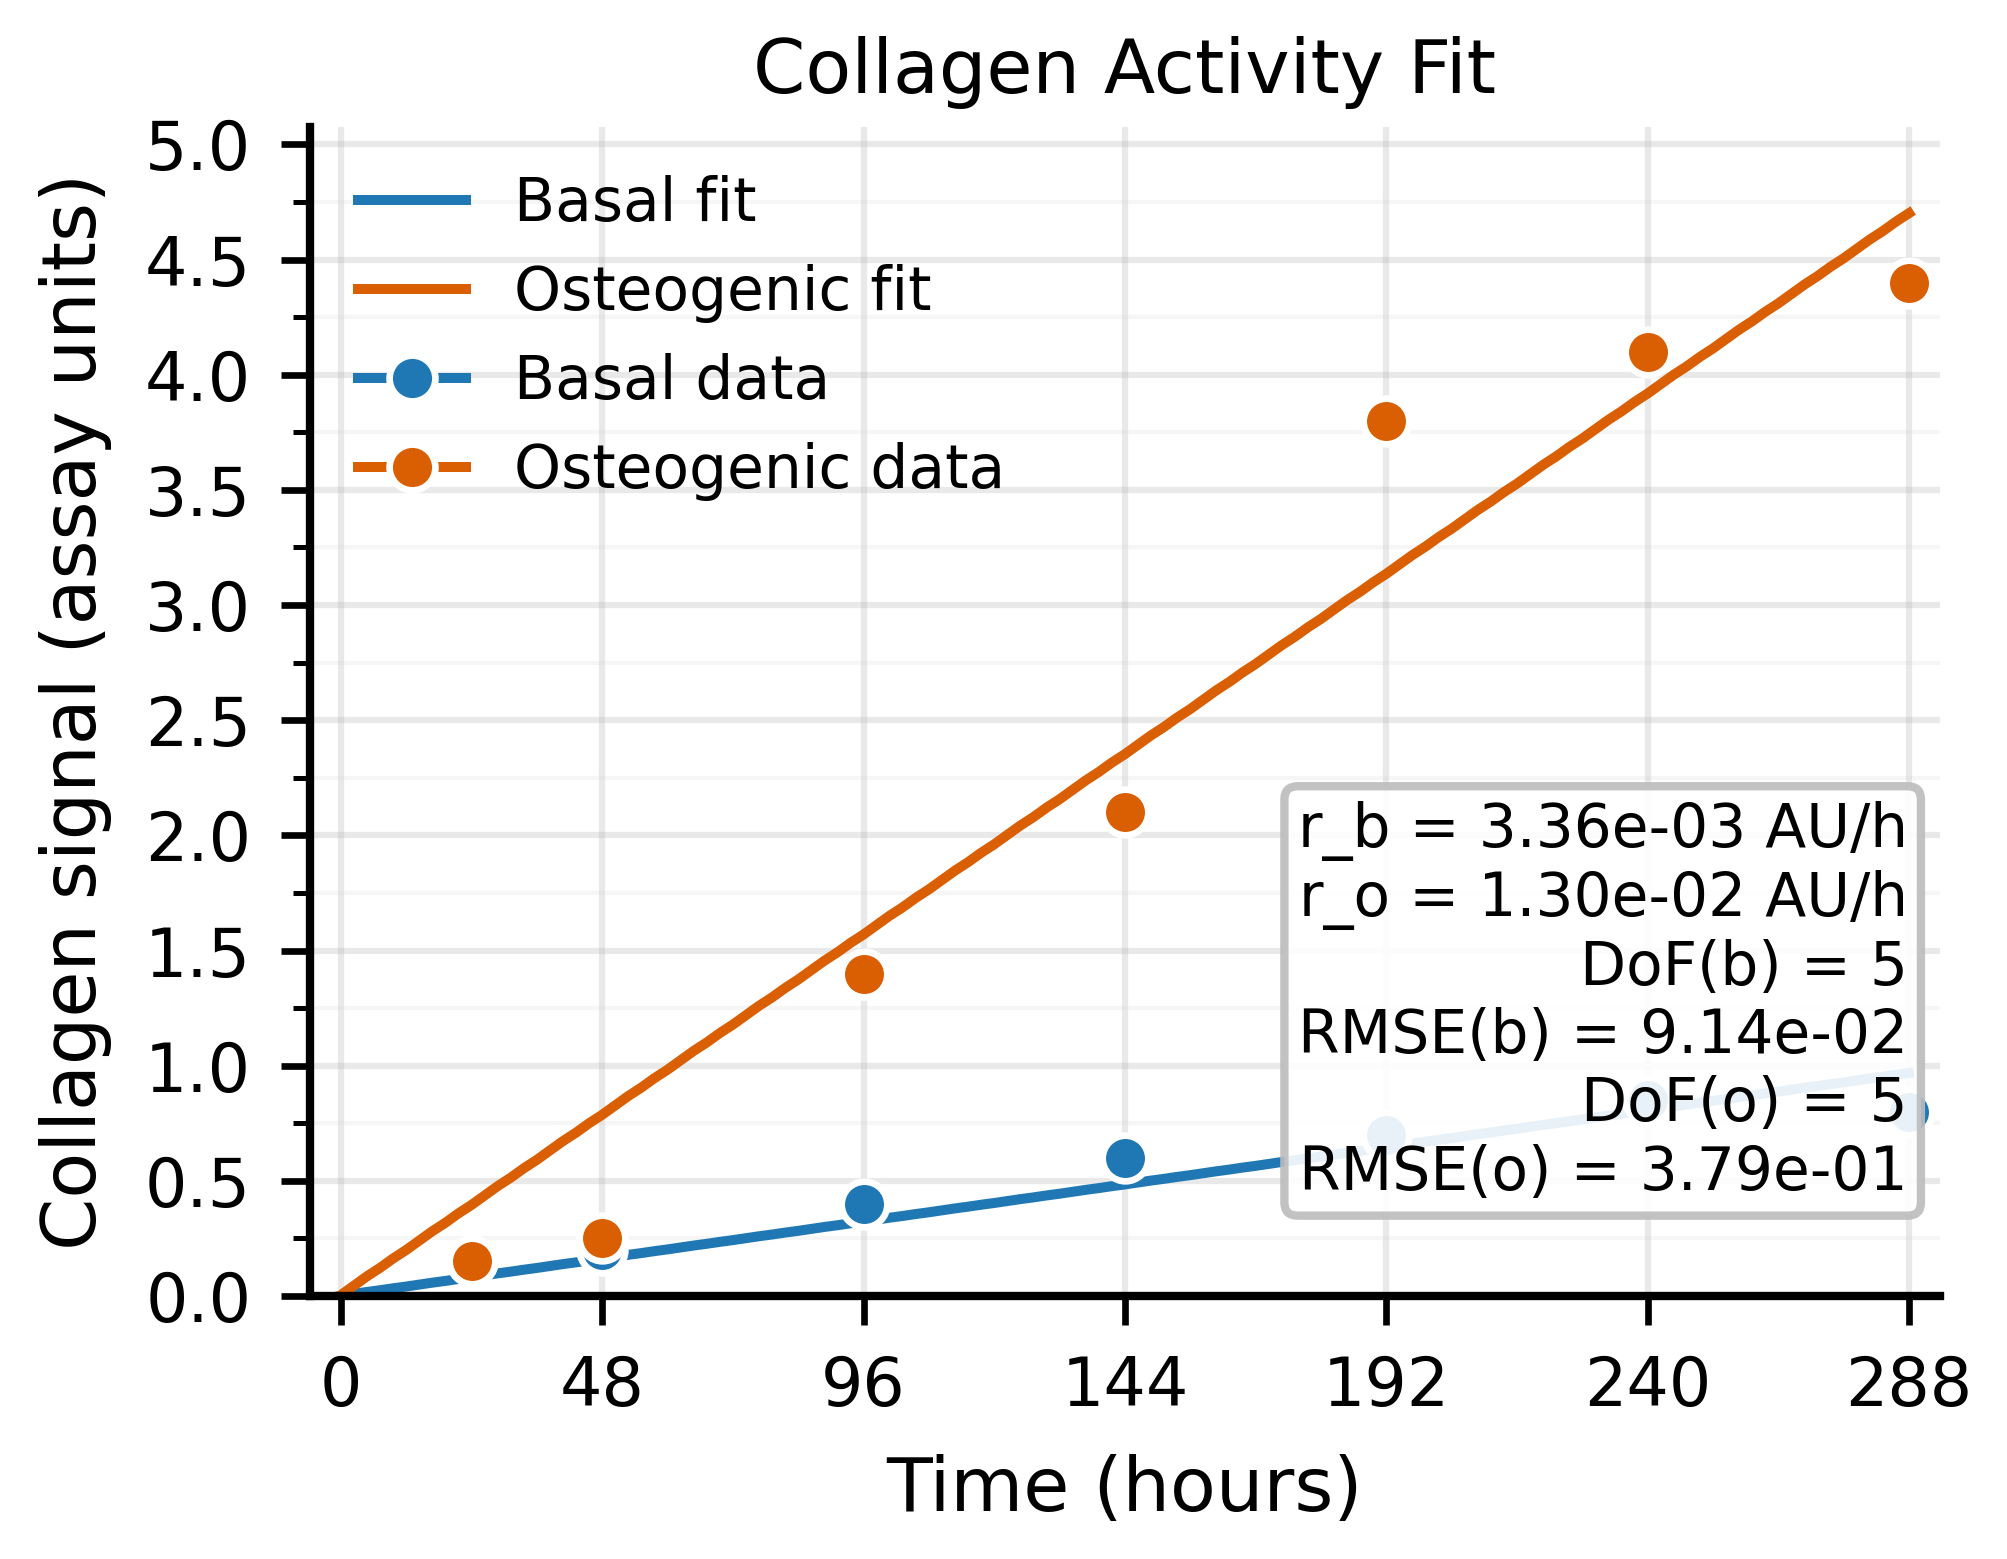 Collagen Activity Fit
Collagen signal (assay units)
5.0
4.5
4.0
3.5
3.0
2.5
2.0
1.5
1.0
0.5
0.0
Basal fit
Osteogenic fit
Basal data
Osteogenic data
r_b = 3.36e-03 AU/h
r_o = 1.30e-02 AU/h
DoF(b) = 5
RMSE(b) = 9.14e-02
DoF(o) = 5
RMSE(o) = 3.79e-01
0 48 96 144 192 240 288
Time (hours)